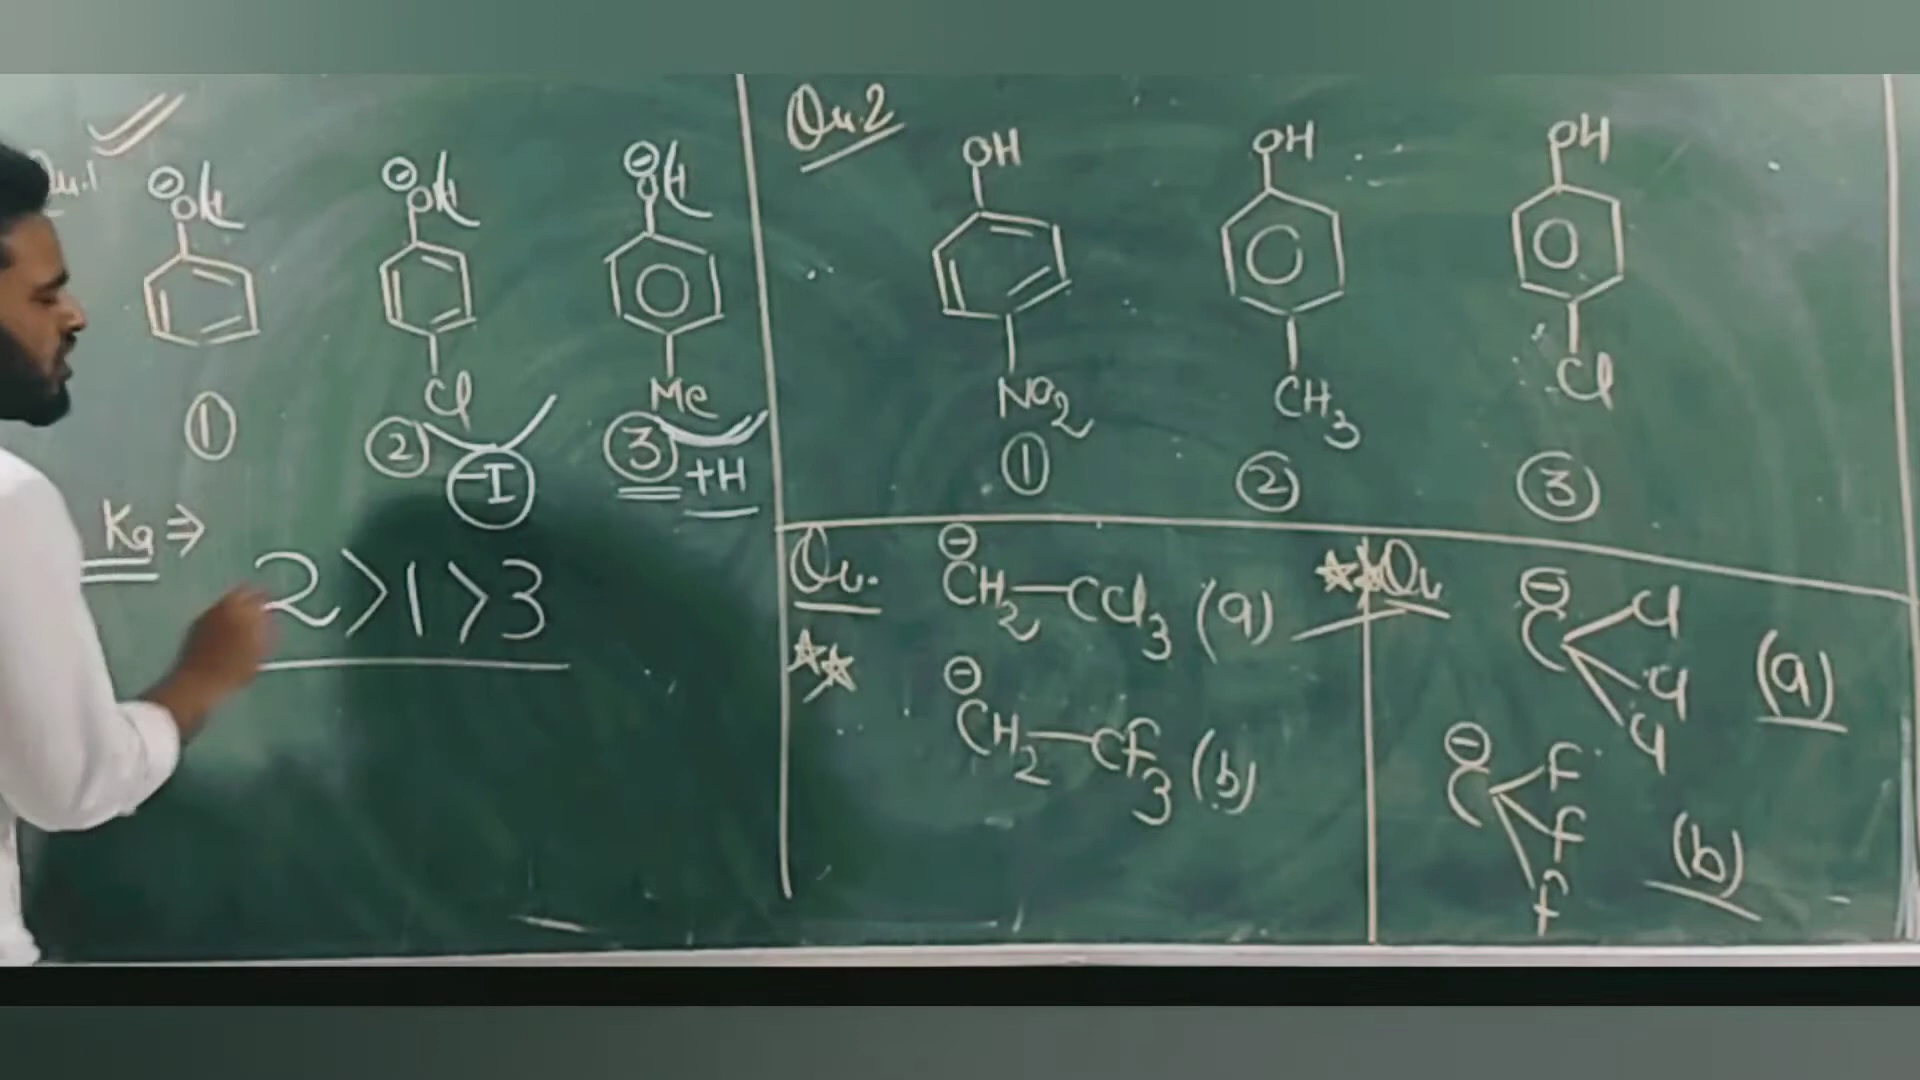 Qu.1
⊖ OH
⊖ OH
⊖ OH
Cl
Me
①
②
-I
③
+H
Ka ⇒
2>1>3
Qu.2
OH
OH
OH
NO2
CH3
Cl
①
②
③
Qu.
⊖
CH2—CCl3 (a)
⊖
CH2—CF3 (b)
Qu
⊖
C
Cl
Cl
Cl
(a)
⊖
C
F
F
F
(b)